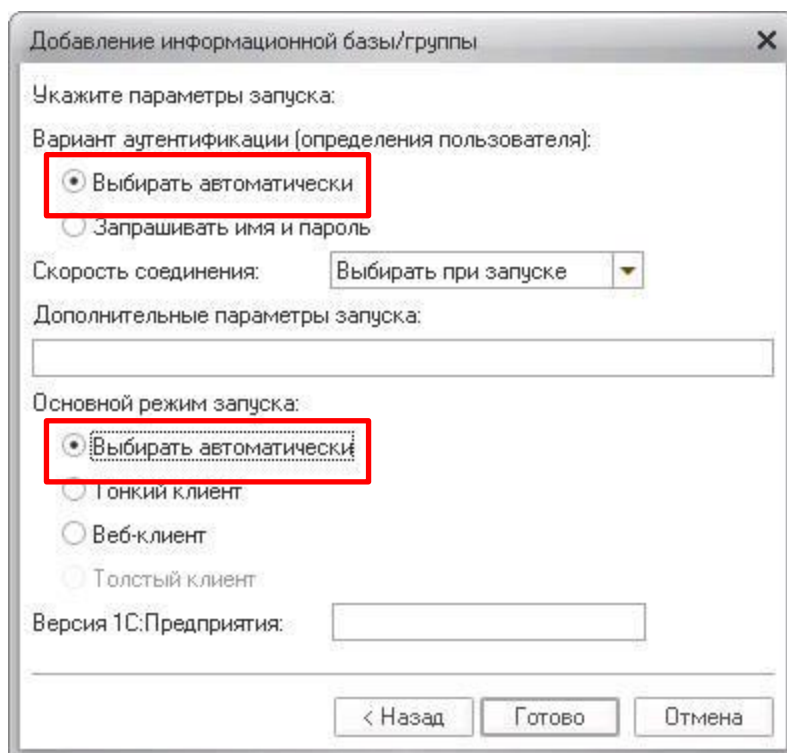 Добавление информационной базы/группы
Укажите параметры запуска:
Вариант аутентификации (определения пользователя):
Выбирать автоматически
Запрашивать имя и пароль
Скорость соединения: Выбирать при запуске
Дополнительные параметры запуска:
Основной режим запуска:
Выбирать автоматически
Тонкий клиент
Веб-клиент
Толстый клиент
Версия 1С:Предприятия:
< Назад Готово Отмена